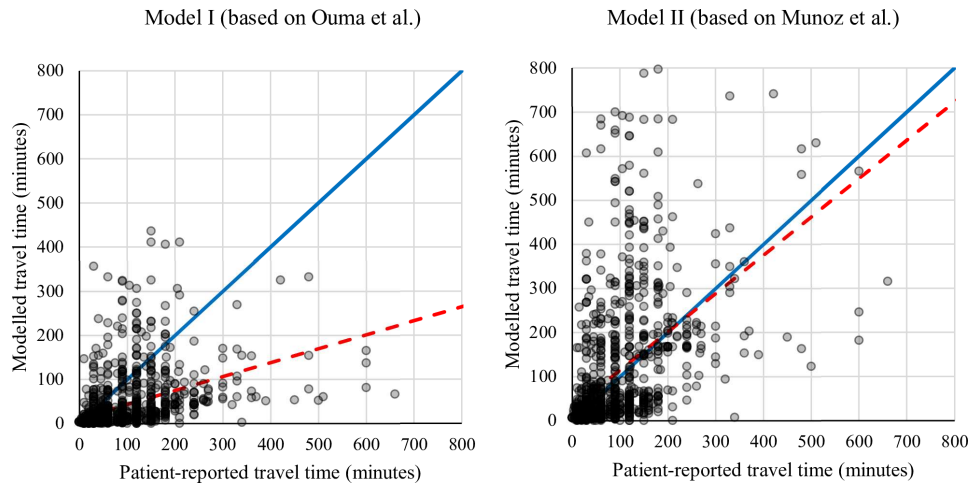 Model I (based on Ouma et al.)
Modelled travel time (minutes)
800
700
600
500
400
300
200
100
0
0 100 200 300 400 500 600 700 800
Patient-reported travel time (minutes)
Model II (based on Munoz et al.)
Modelled travel time (minutes)
800
700
600
500
400
300
200
100
0
0 100 200 300 400 500 600 700 800
Patient-reported travel time (minutes)